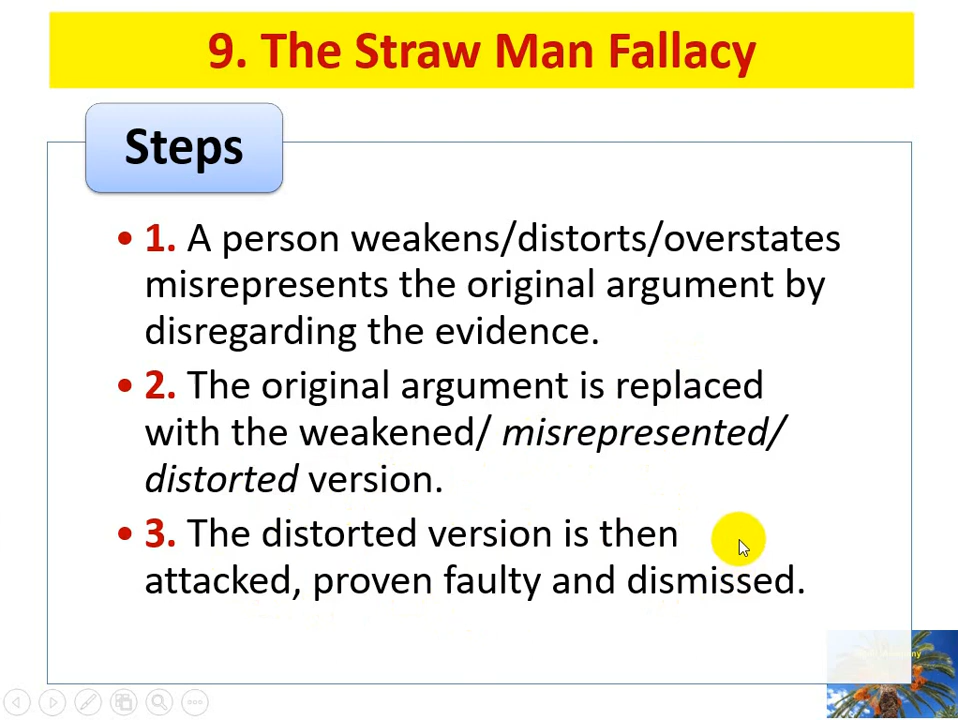 9. The Straw Man Fallacy
Steps
• 1. A person weakens/distorts/overstates
misrepresents the original argument by
disregarding the evidence.
• 2. The original argument is replaced
with the weakened/ misrepresented/
distorted version.
• 3. The distorted version is then
attacked, proven faulty and dismissed.